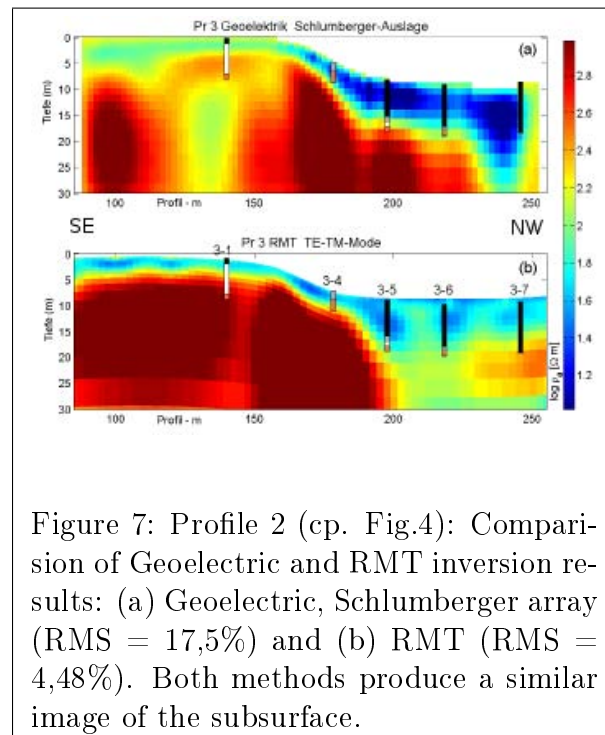 Pr 3 Geoelektrik Schlumberger-Auslage
(a)
0
5
10
15
20
25
30
Tiefe (m)
100 Profil - m 150 200 250
SE NW
Pr 3 RMT TE-TM-Mode
(b)
3-1
3-4
3-5
3-6
3-7
0
5
10
15
20
25
30
Tiefe (m)
100 Profil - m 150 200 250
2.8
2.6
2.4
2.2
2
1.8
1.6
1.4
1.2
log ρa [Ω m]
Figure 7: Profile 2 (cp. Fig.4): Compari-
sion of Geoelectric and RMT inversion re-
sults: (a) Geoelectric, Schlumberger array
(RMS = 17,5%) and (b) RMT (RMS =
4,48%). Both methods produce a similar
image of the subsurface.